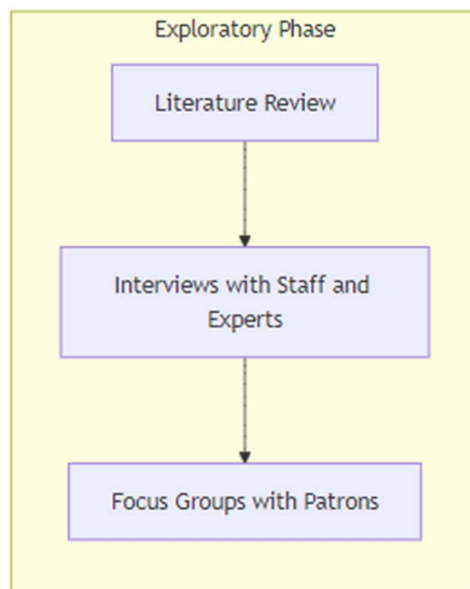 Exploratory Phase
Literature Review
Interviews with Staff and
Experts
Focus Groups with Patrons